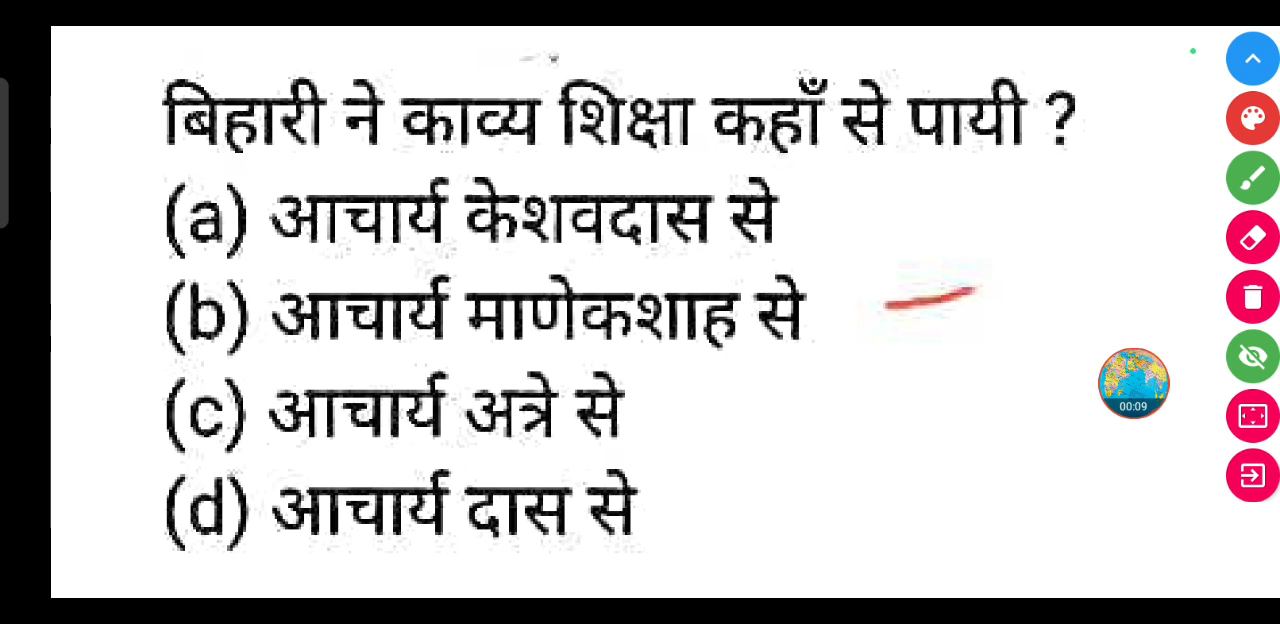 बिहारी ने काव्य शिक्षा कहाँ से पायी ?
(a) आचार्य केशवदास से
(b) आचार्य माणेकशाह से
(c) आचार्य अत्रे से
(d) आचार्य दास से
00:09